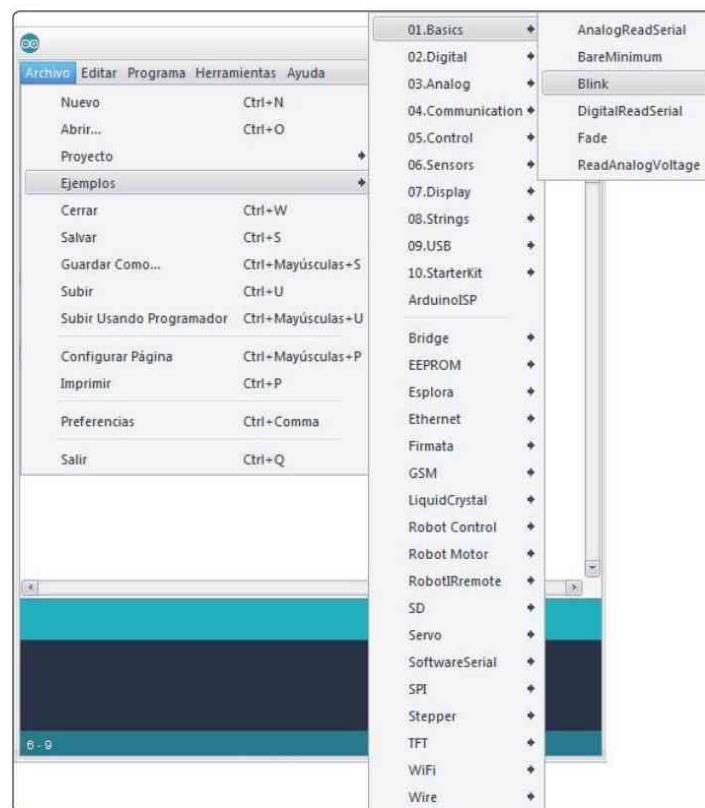 Archivo Editar Programa Herramientas Ayuda
Nuevo Ctrl+N
Abrir... Ctrl+O
Proyecto
Ejemplos
Cerrar Ctrl+W
Salvar Ctrl+S
Guardar Como... Ctrl+Mayúsculas+S
Subir Ctrl+U
Subir Usando Programador Ctrl+Mayúsculas+U
Configurar Página Ctrl+Mayúsculas+P
Imprimir Ctrl+P
Preferencias Ctrl+Comma
Salir Ctrl+Q
01.Basics
02.Digital
03.Analog
04.Communication
05.Control
06.Sensors
07.Display
08.Strings
09.USB
10.StarterKit
ArduinoISP
Bridge
EEPROM
Esplora
Ethernet
Firmata
GSM
LiquidCrystal
Robot Control
Robot Motor
RobotIRremote
SD
Servo
SoftwareSerial
SPI
Stepper
TFT
WiFi
Wire
AnalogReadSerial
BareMinimum
Blink
DigitalReadSerial
Fade
ReadAnalogVoltage
6 - 9